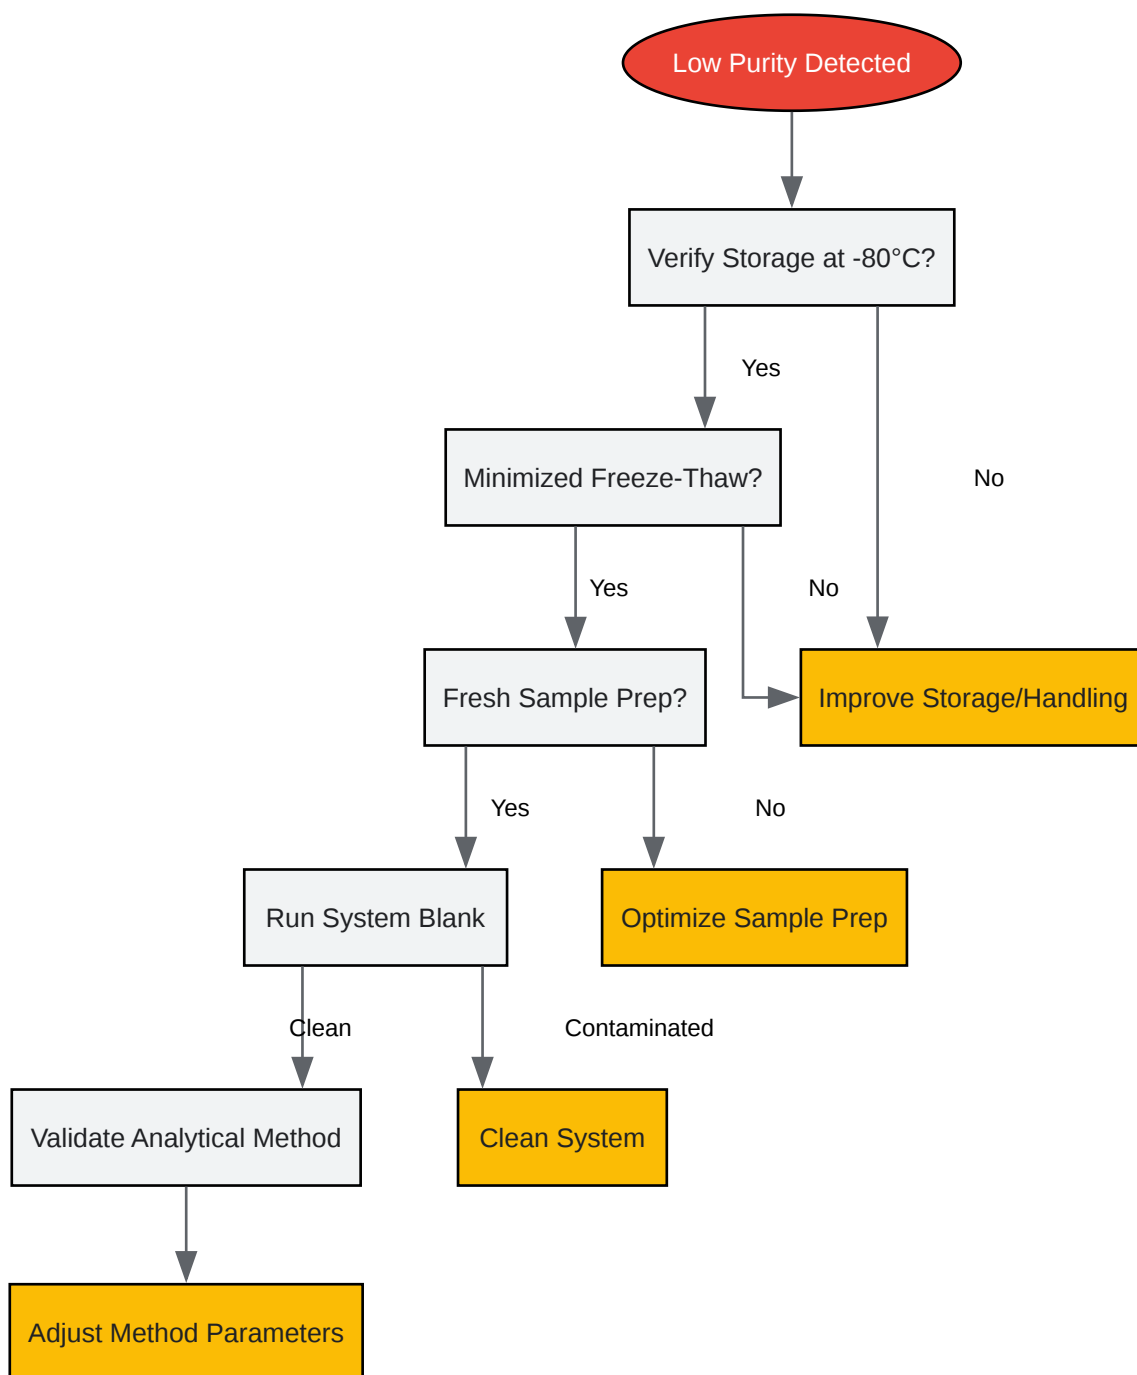 Low Purity Detected
Verify Storage at -80°C?
Yes
Minimized Freeze-Thaw?
No
Yes
No
Fresh Sample Prep?
Improve Storage/Handling
Yes
No
Run System Blank
Optimize Sample Prep
Clean
Contaminated
Validate Analytical Method
Clean System
Adjust Method Parameters